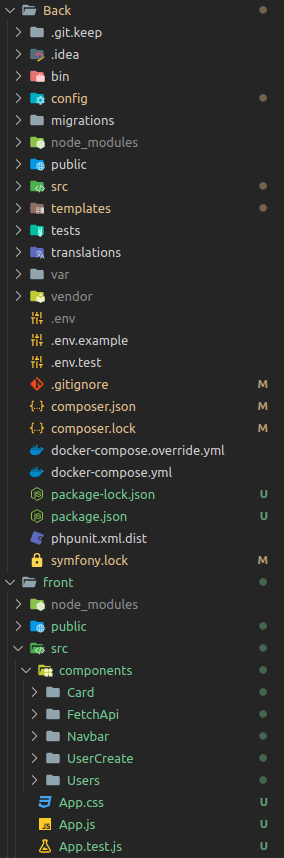 Back
.git.keep
.idea
bin
config
migrations
node_modules
public
src
templates
tests
translations
var
vendor
.env
.env.example
.env.test
.gitignore M
composer.json M
composer.lock M
docker-compose.override.yml
docker-compose.yml
package-lock.json U
package.json U
phpunit.xml.dist
symfony.lock M
front
node_modules
public
src
components
Card
FetchApi
Navbar
UserCreate
Users
App.css U
App.js U
App.test.js U